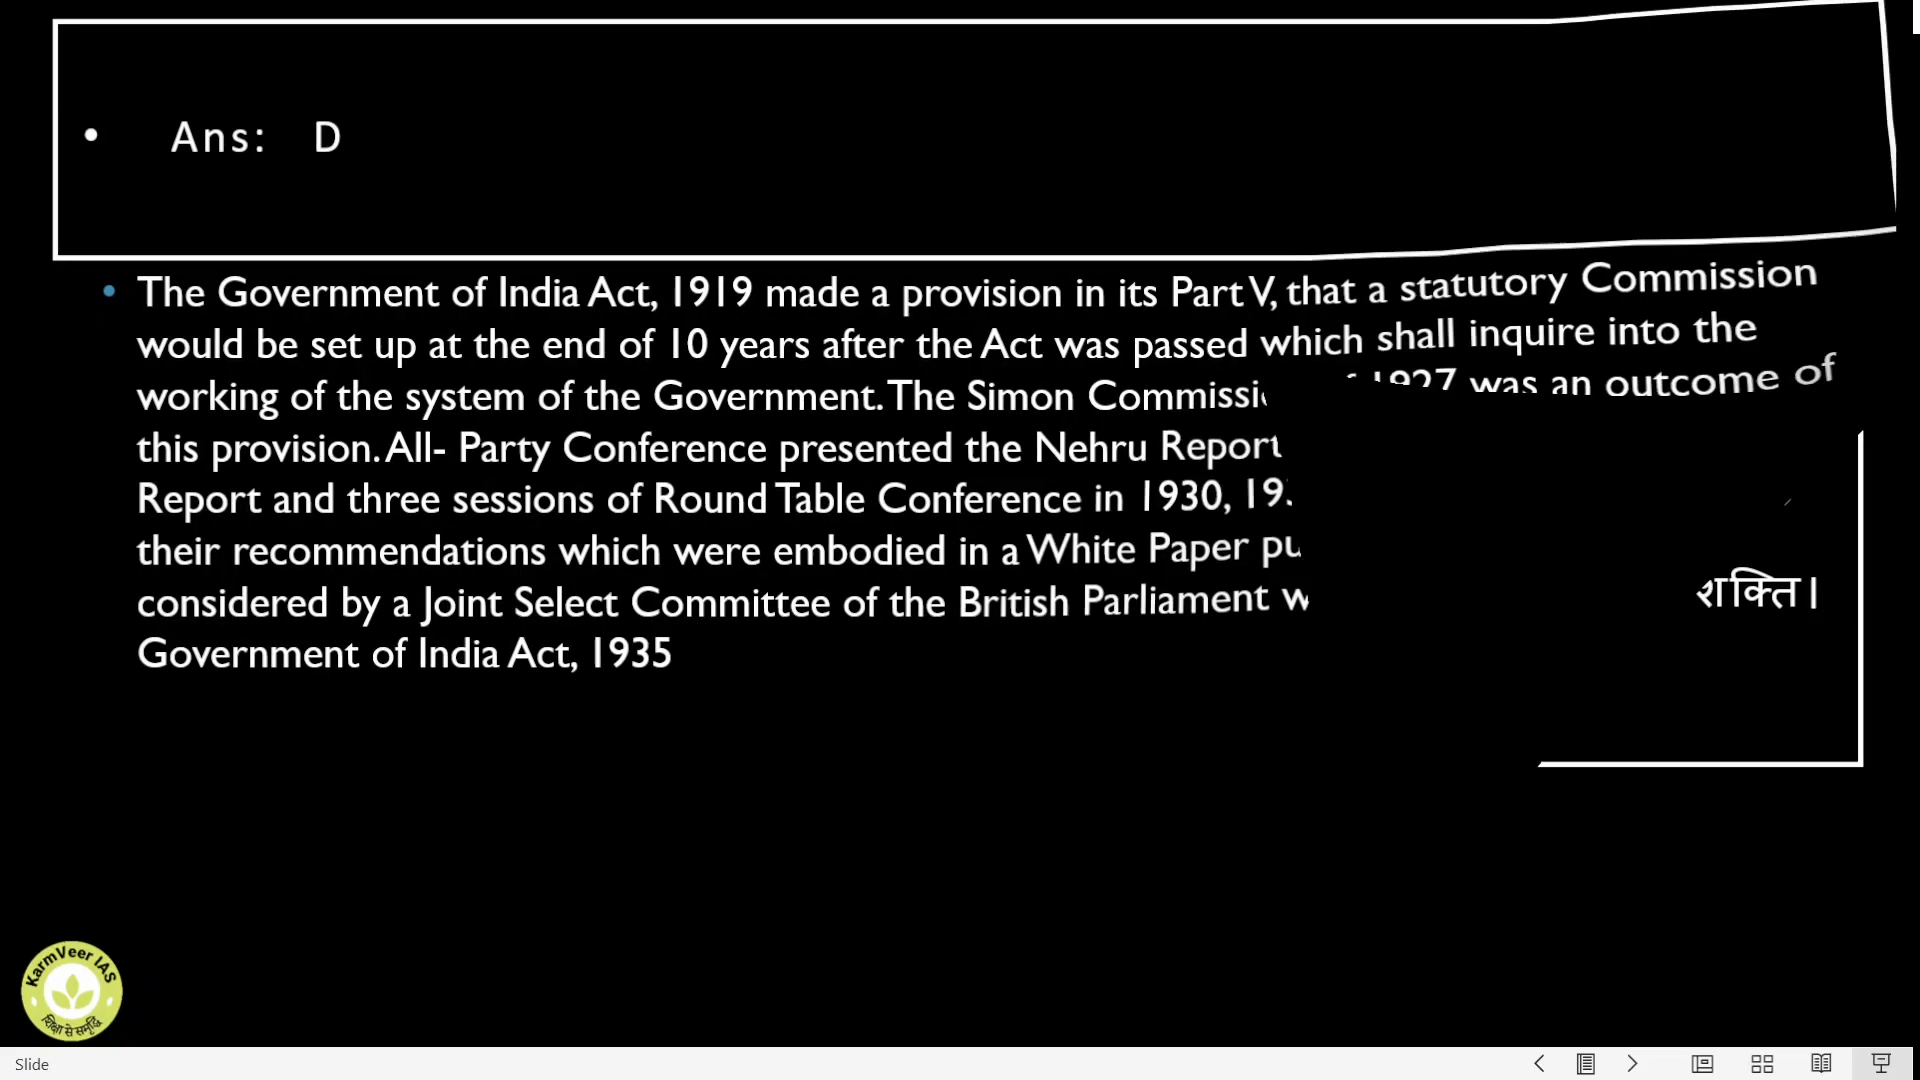 • Ans: D
• The Government of India Act, 1919 made a provision in its Part V, that a statutory Commission
would be set up at the end of 10 years after the Act was passed which shall inquire into the
working of the system of the Government. The Simon 1927 was an outcome of
this provision. All- Party Conference presented the Nehru Report
Report and three sessions of Round Table Conference in 1930,
their recommendations which were embodied in a White Paper
considered by a Joint Select Committee of the British Parliament
शक्ति।
Government of India Act, 1935
KarmVeer IAS
शिक्षा से समृद्धि
Slide